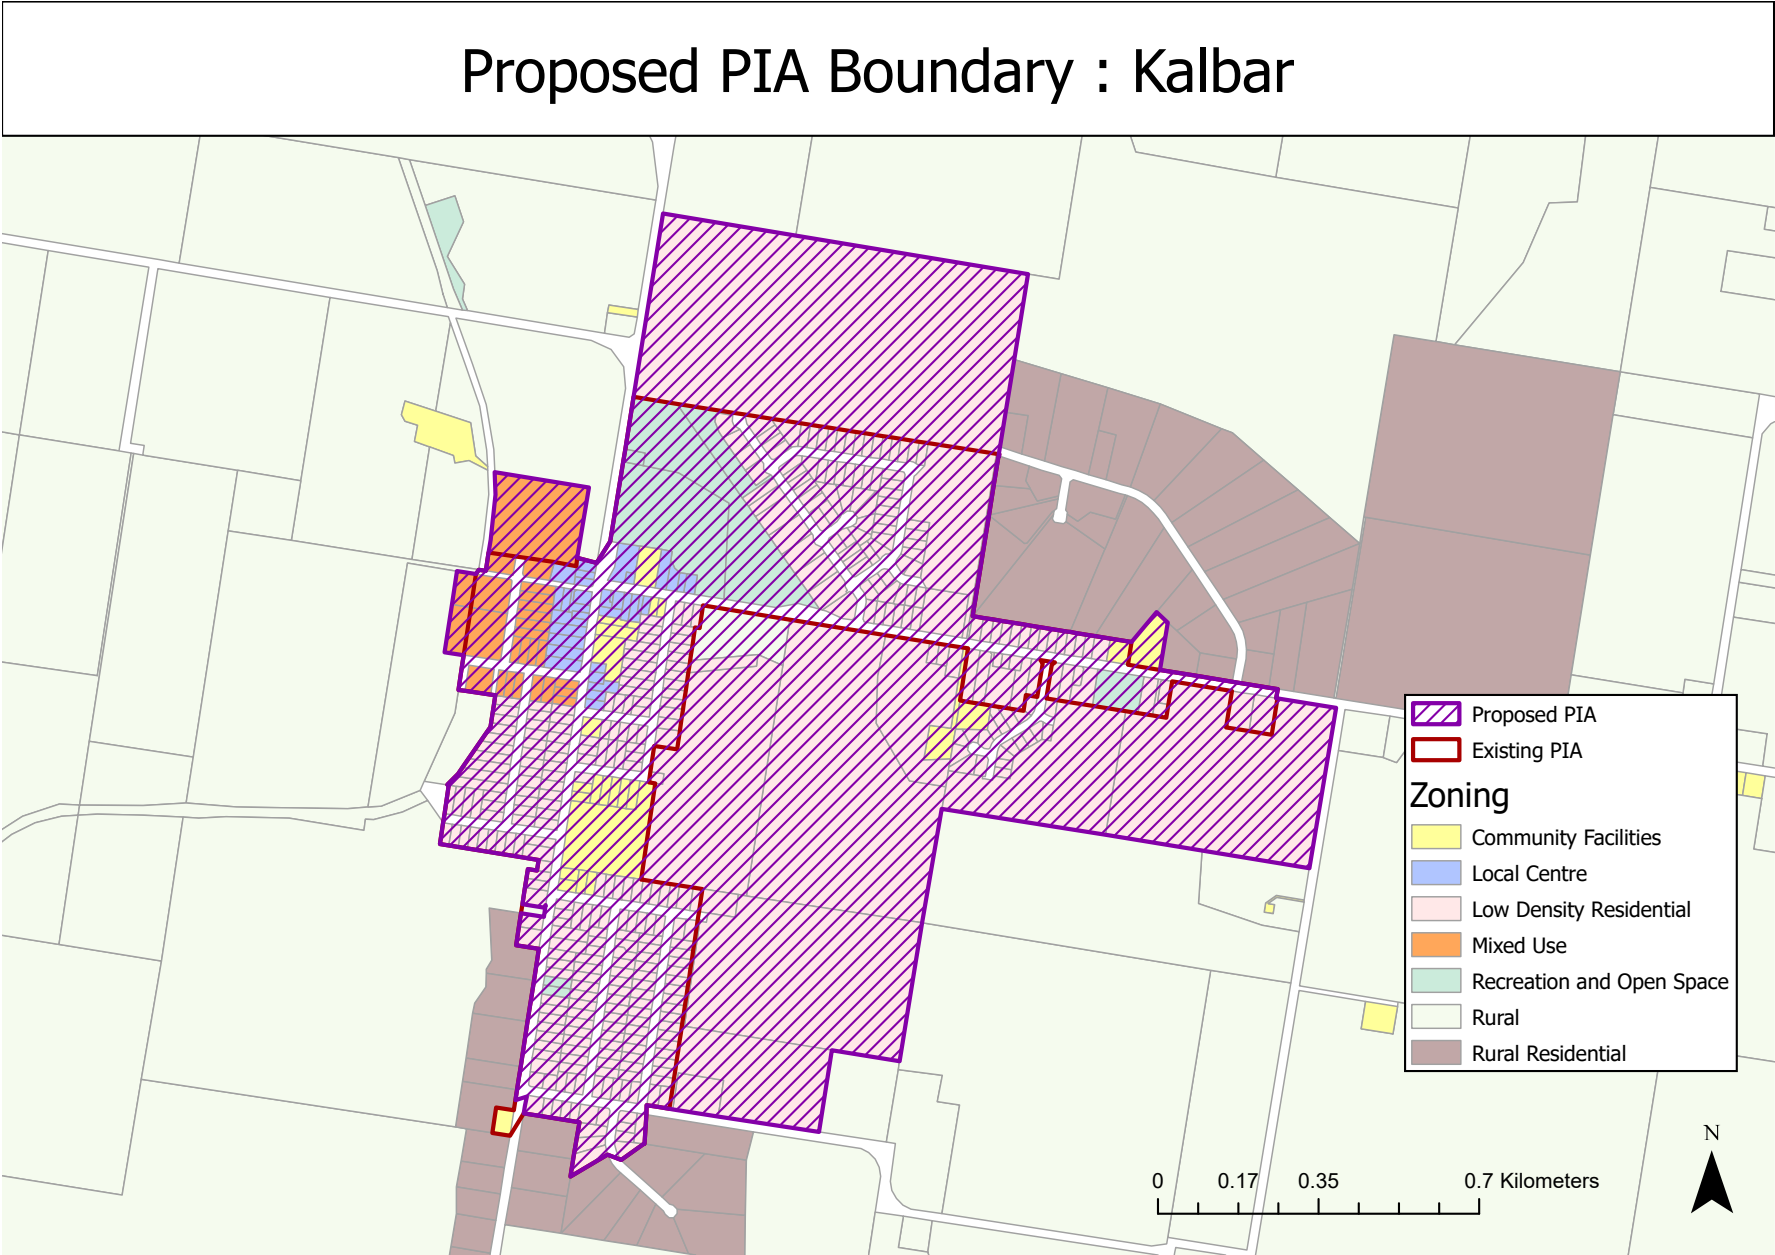 Proposed PIA Boundary : Kalbar
Proposed PIA
Existing PIA
Zoning
Community Facilities
Local Centre
Low Density Residential
Mixed Use
Recreation and Open Space
Rural
Rural Residential
N
0 0.17 0.35 0.7 Kilometers